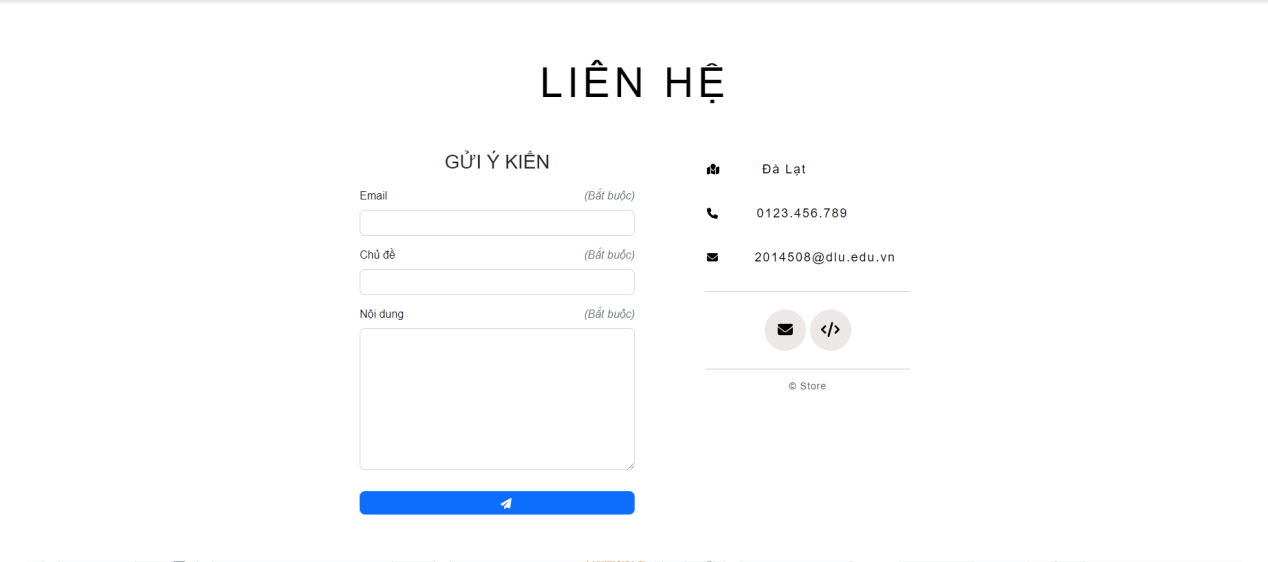 LIÊN HỆ
GỬI Ý KIẾN
Email (Bắt buộc)
Chủ đề (Bắt buộc)
Nội dung (Bắt buộc)
Đà Lạt
0123.456.789
2014508@dlu.edu.vn
© Store